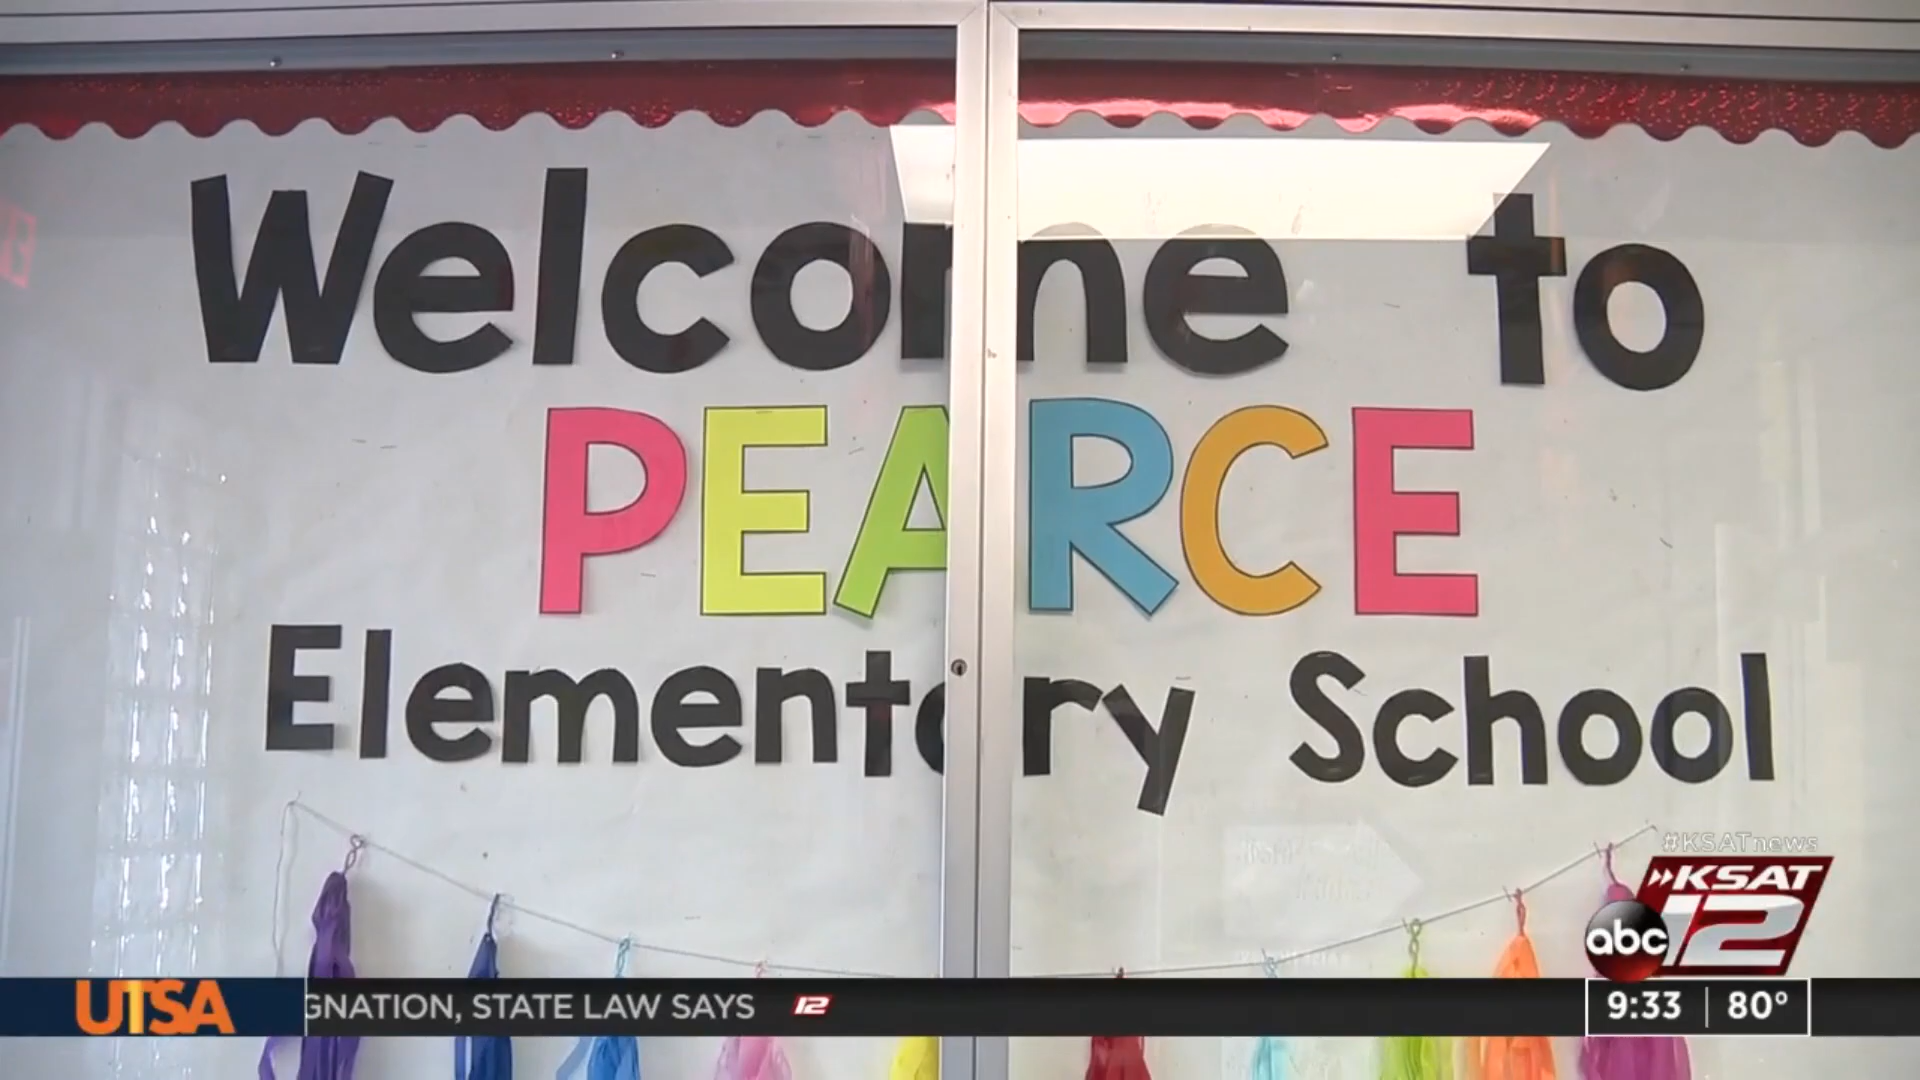 Welcome to
PEARCE
Elementary School
#KSATnews
KSAT
abc 12
UTSA GNATION, STATE LAW SAYS 12 9:33 80°